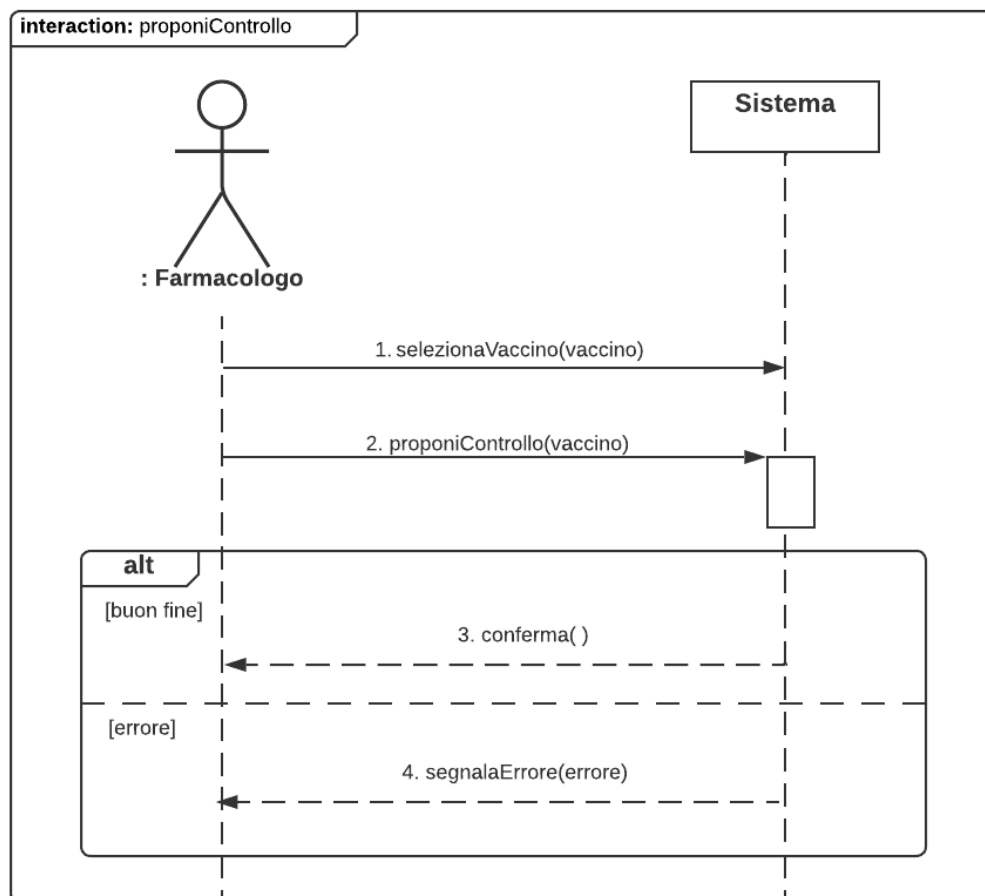 interaction: proponiControllo
Sistema
: Farmacologo
1. selezionaVaccino(vaccino)
2. proponiControllo(vaccino)
alt
[buon fine]
3. conferma( )
[errore]
4. segnalaErrore(errore)